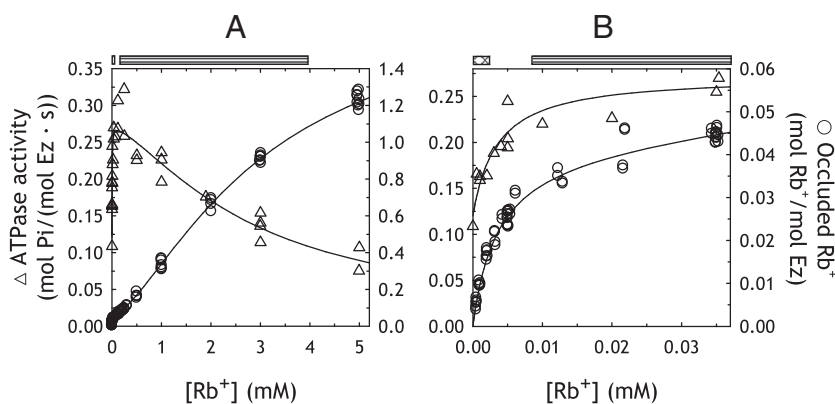 A
B
△ ATPase activity
(mol Pi/(mol Ez · s))
0.35
0.30
0.25
0.20
0.15
0.10
0.05
0.00
1.4
1.2
1.0
0.8
0.6
0.4
0.2
0.0
0 1 2 3 4 5
[Rb⁺] (mM)
0.25
0.20
0.15
0.10
0.05
0.00
0.06
0.05
0.04
0.03
0.02
0.01
0.00
0.00 0.01 0.02 0.03
[Rb⁺] (mM)
○ Occluded Rb⁺
(mol Rb⁺/mol Ez)